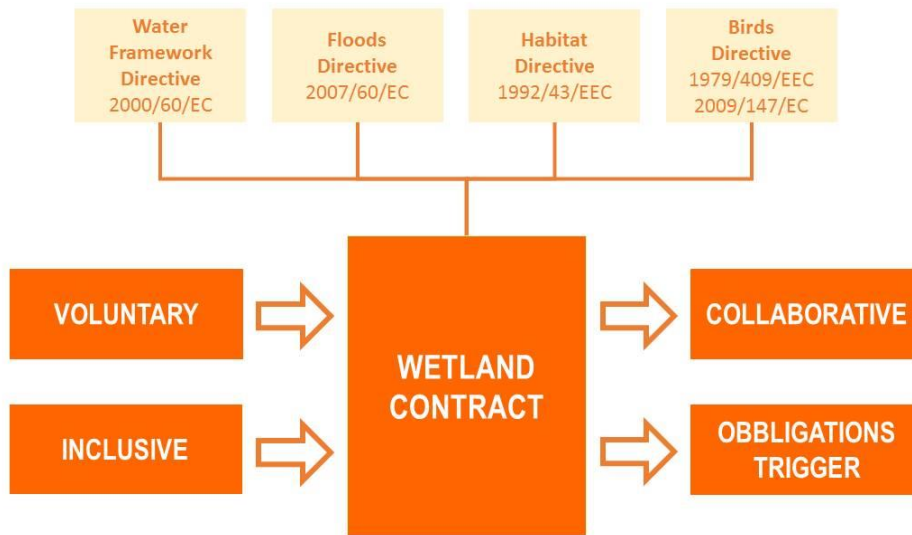 Water
Framework
Directive
2000/60/EC
Floods
Directive
2007/60/EC
Habitat
Directive
1992/43/EEC
Birds
Directive
1979/409/EEC
2009/147/EC
VOLUNTARY
INCLUSIVE
WETLAND
CONTRACT
COLLABORATIVE
OBBLIGATIONS
TRIGGER